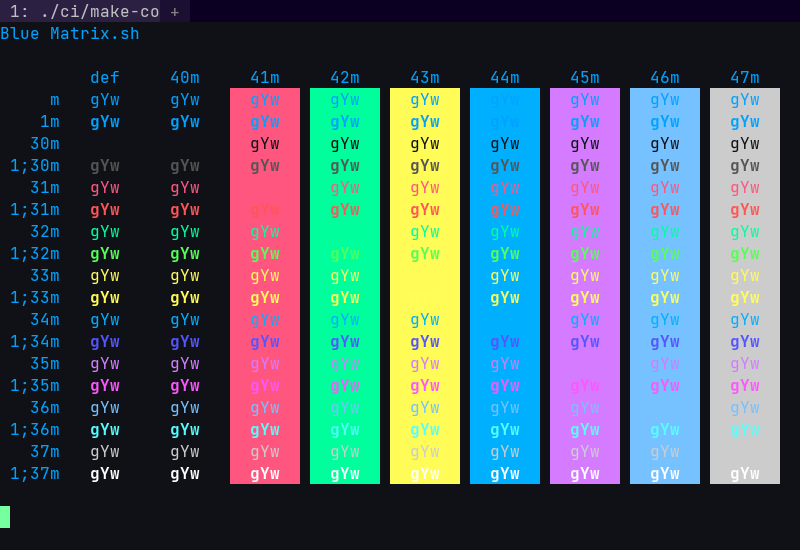 1: ./ci/make-co +
Blue Matrix.sh
def 40m 41m 42m 43m 44m 45m 46m 47m
m gYw gYw gYw gYw gYw gYw gYw gYw gYw
1m gYw gYw gYw gYw gYw gYw gYw gYw gYw
30m gYw gYw gYw gYw gYw gYw gYw
1;30m gYw gYw gYw gYw gYw gYw gYw gYw gYw
31m gYw gYw gYw gYw gYw gYw gYw gYw
1;31m gYw gYw gYw gYw gYw gYw gYw gYw gYw
32m gYw gYw gYw gYw gYw gYw gYw gYw
1;32m gYw gYw gYw gYw gYw gYw gYw gYw gYw
33m gYw gYw gYw gYw gYw gYw gYw gYw
1;33m gYw gYw gYw gYw gYw gYw gYw gYw
34m gYw gYw gYw gYw gYw gYw gYw gYw
1;34m gYw gYw gYw gYw gYw gYw gYw gYw gYw
35m gYw gYw gYw gYw gYw gYw gYw gYw
1;35m gYw gYw gYw gYw gYw gYw gYw gYw gYw
36m gYw gYw gYw gYw gYw gYw gYw gYw
1;36m gYw gYw gYw gYw gYw gYw gYw gYw gYw
37m gYw gYw gYw gYw gYw gYw gYw gYw
1;37m gYw gYw gYw gYw gYw gYw gYw gYw gYw